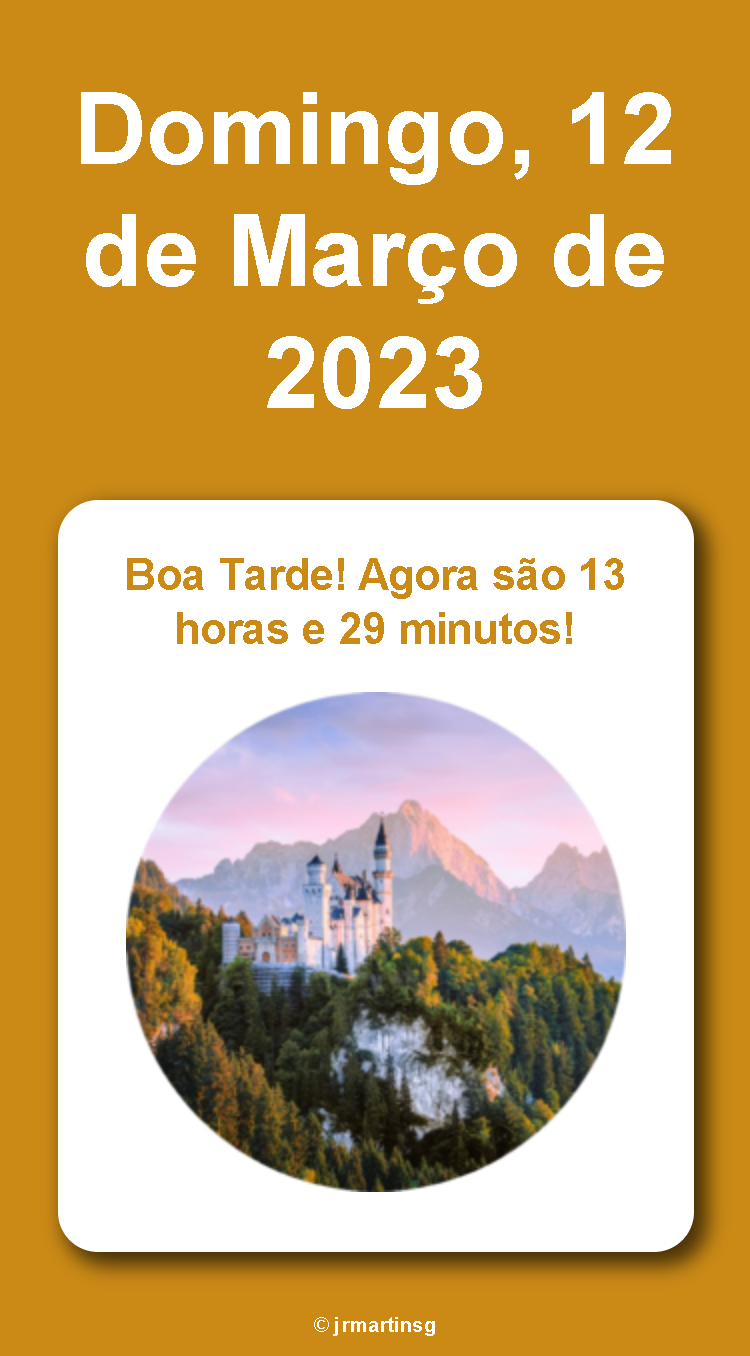 Domingo, 12
de Março de
2023
Boa Tarde! Agora são 13
horas e 29 minutos!
© jrmartinsg